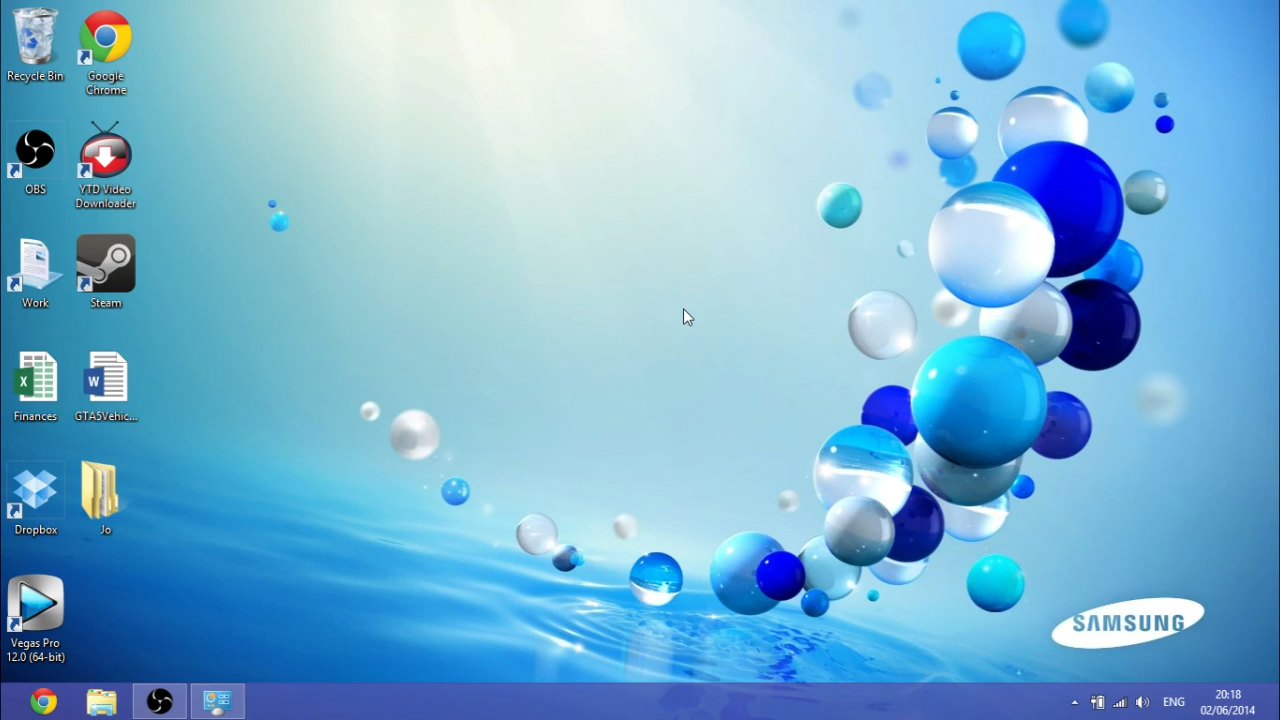 Recycle Bin
Google
Chrome
OBS
YTD Video
Downloader
Work
Steam
Finances
GTA5Vehic...
Dropbox
Jo
Vegas Pro
12.0 (64-bit)
SAMSUNG
ENG
20:18
02/06/2014